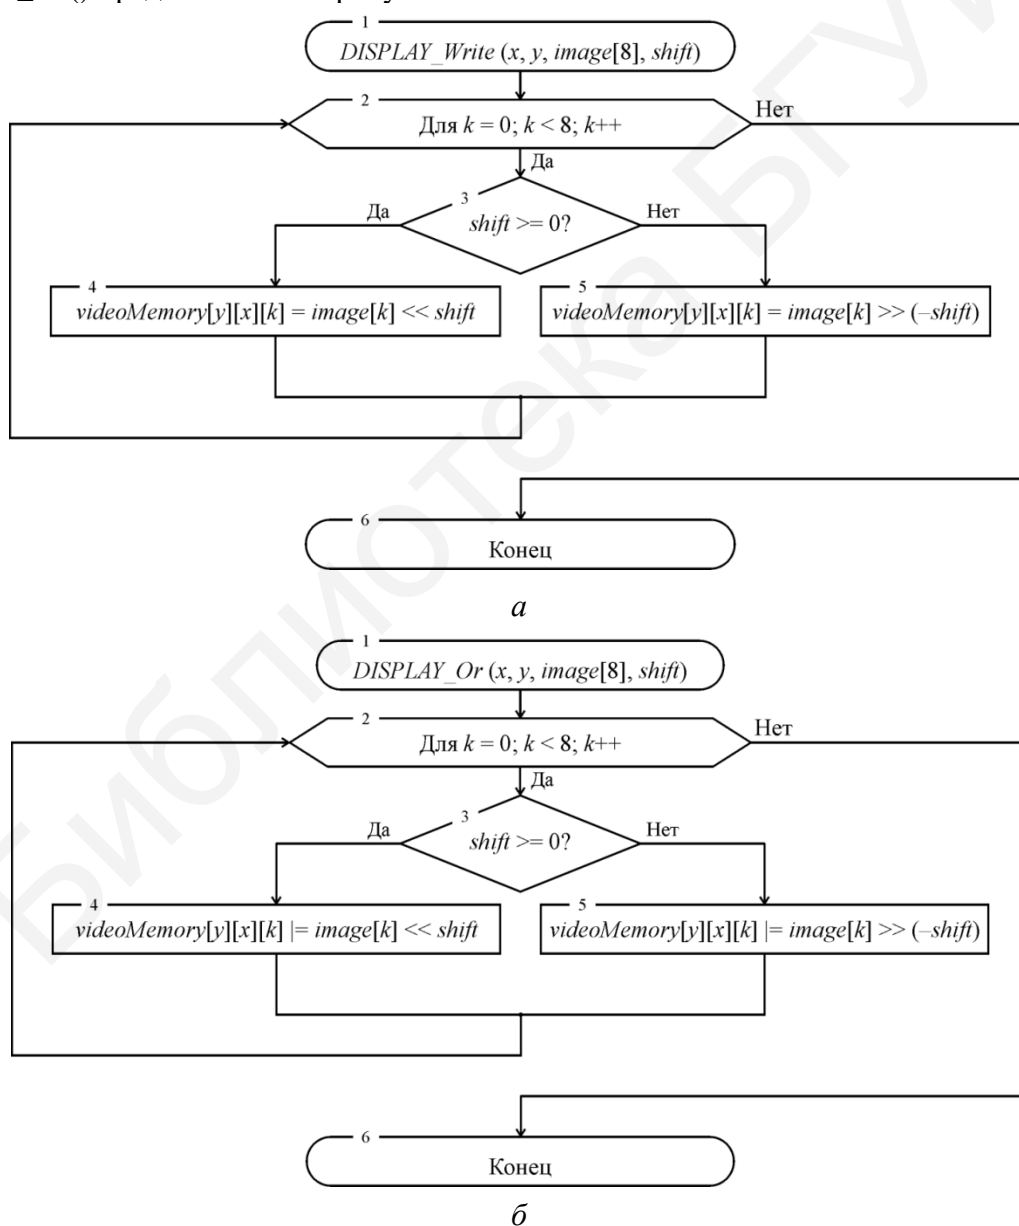 1
DISPLAY_Write (x, y, image[8], shift)
2
Для k = 0; k < 8; k++
Нет
Да
3
shift >= 0?
Да
Нет
4
videoMemory[y][x][k] = image[k] << shift
5
videoMemory[y][x][k] = image[k] >> (–shift)
6
Конец
а
1
DISPLAY_Or (x, y, image[8], shift)
2
Для k = 0; k < 8; k++
Нет
Да
3
shift >= 0?
Да
Нет
4
videoMemory[y][x][k] |= image[k] << shift
5
videoMemory[y][x][k] |= image[k] >> (–shift)
6
Конец
б
Библиотека